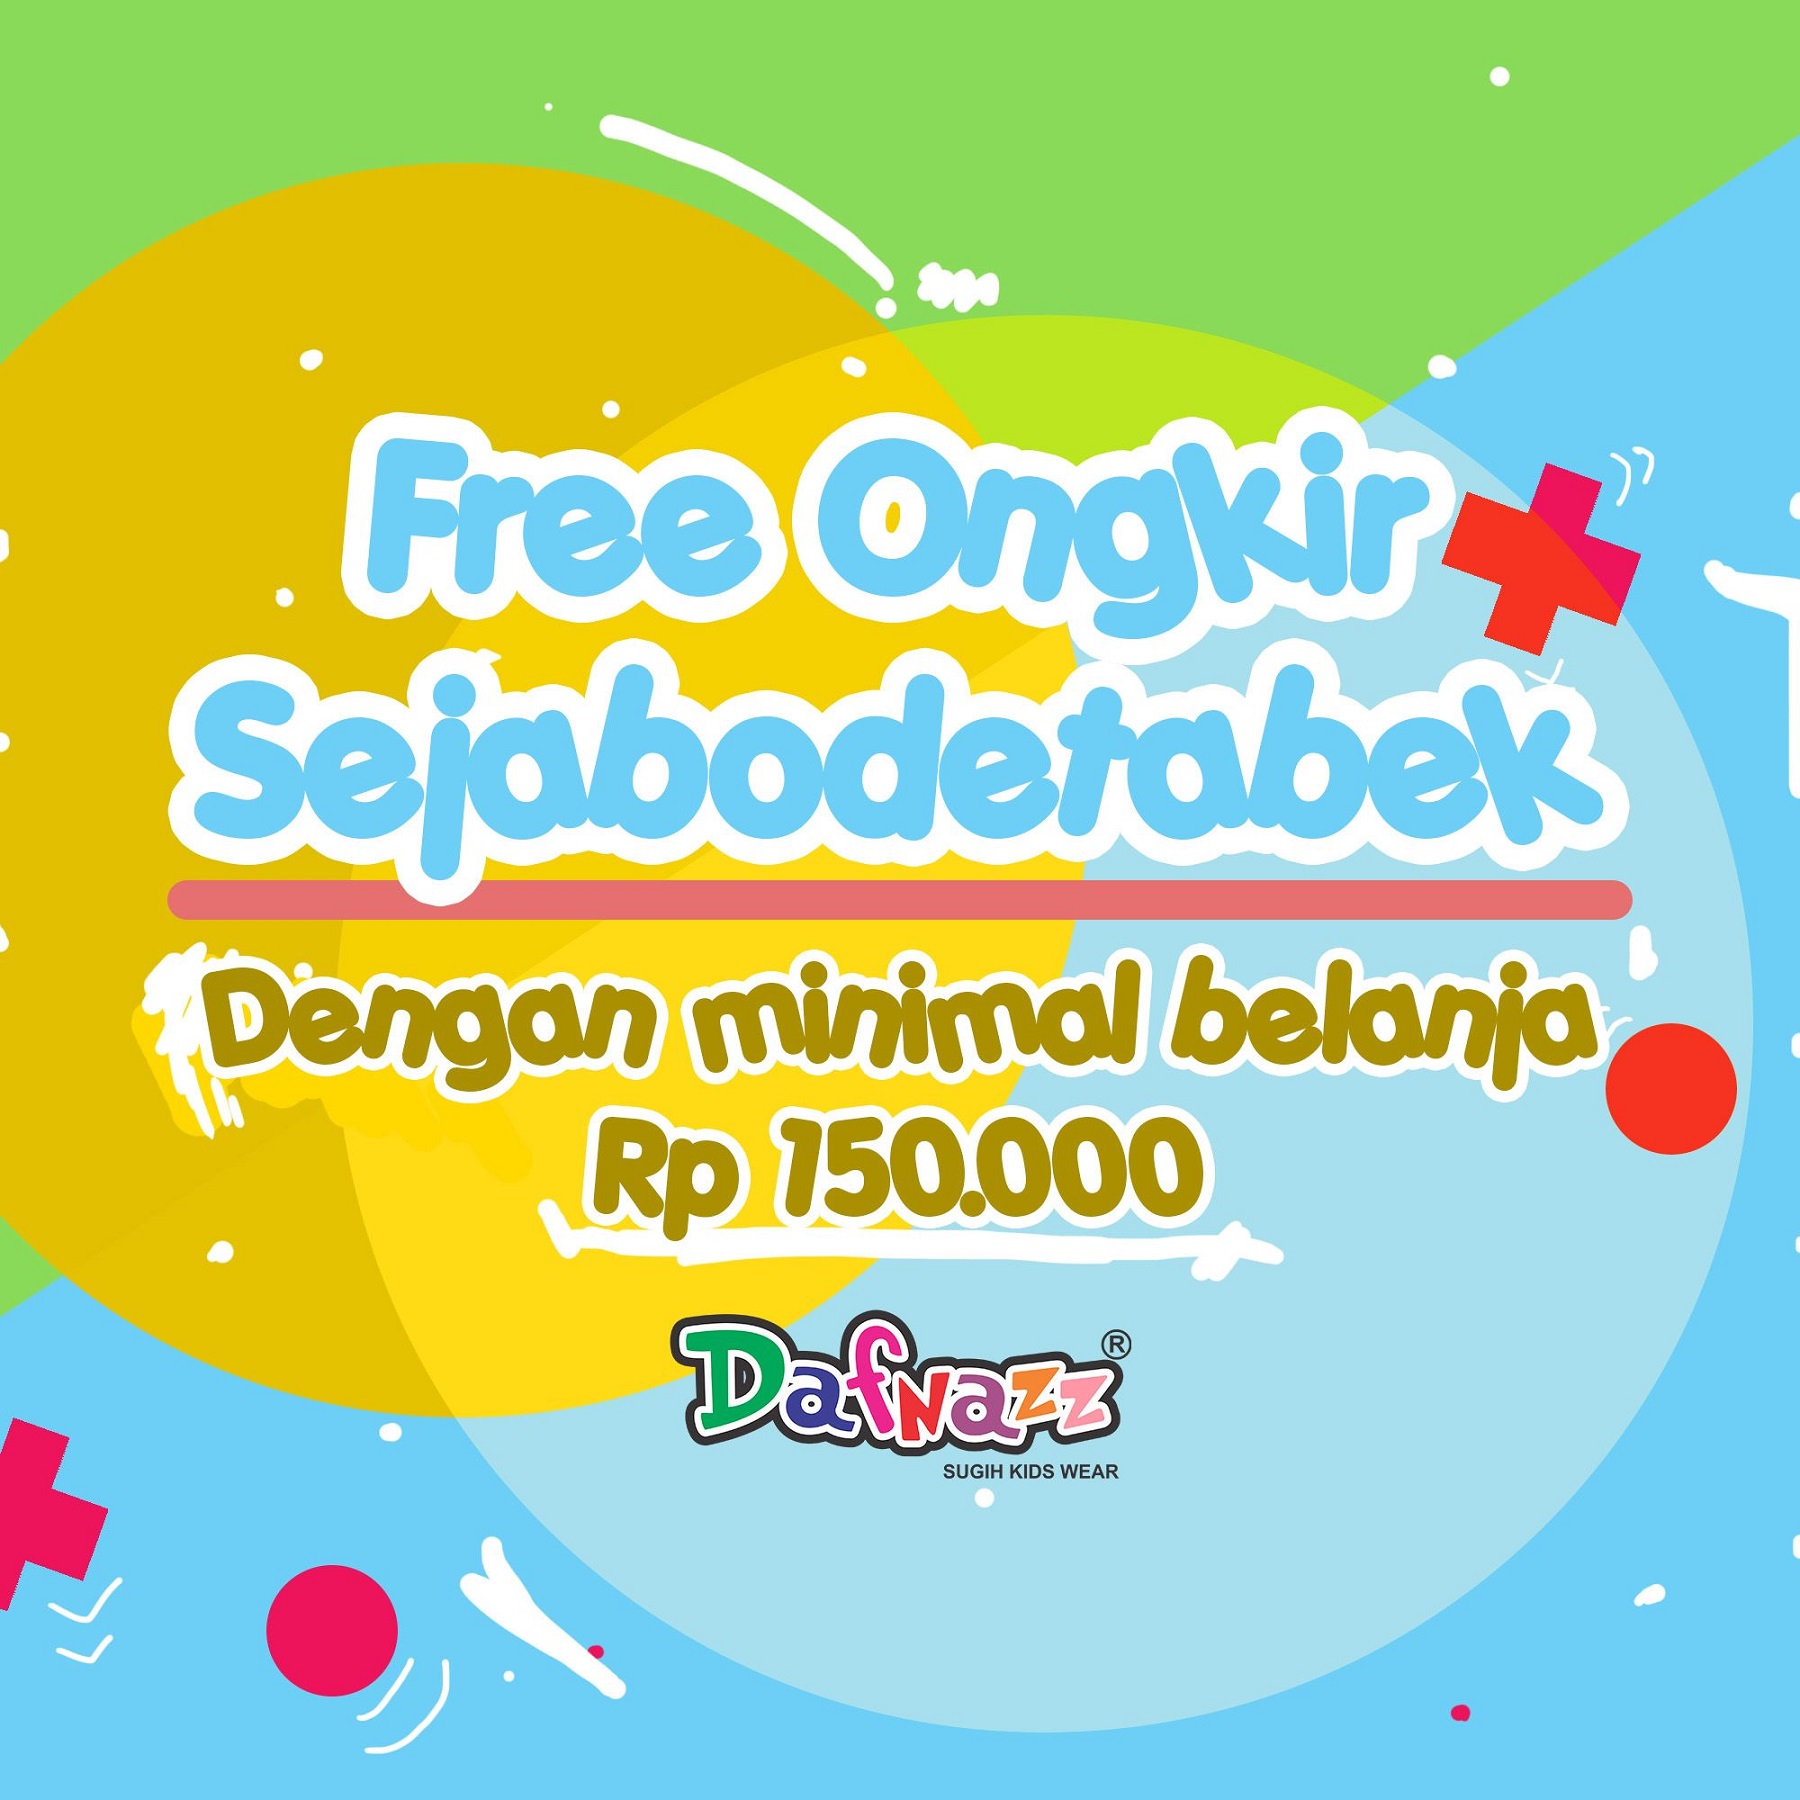 Free Ongkir
Sejabodetabek
Dengan minimal belanja
Rp 150.000
Dafnazz®
SUGIH KIDS WEAR